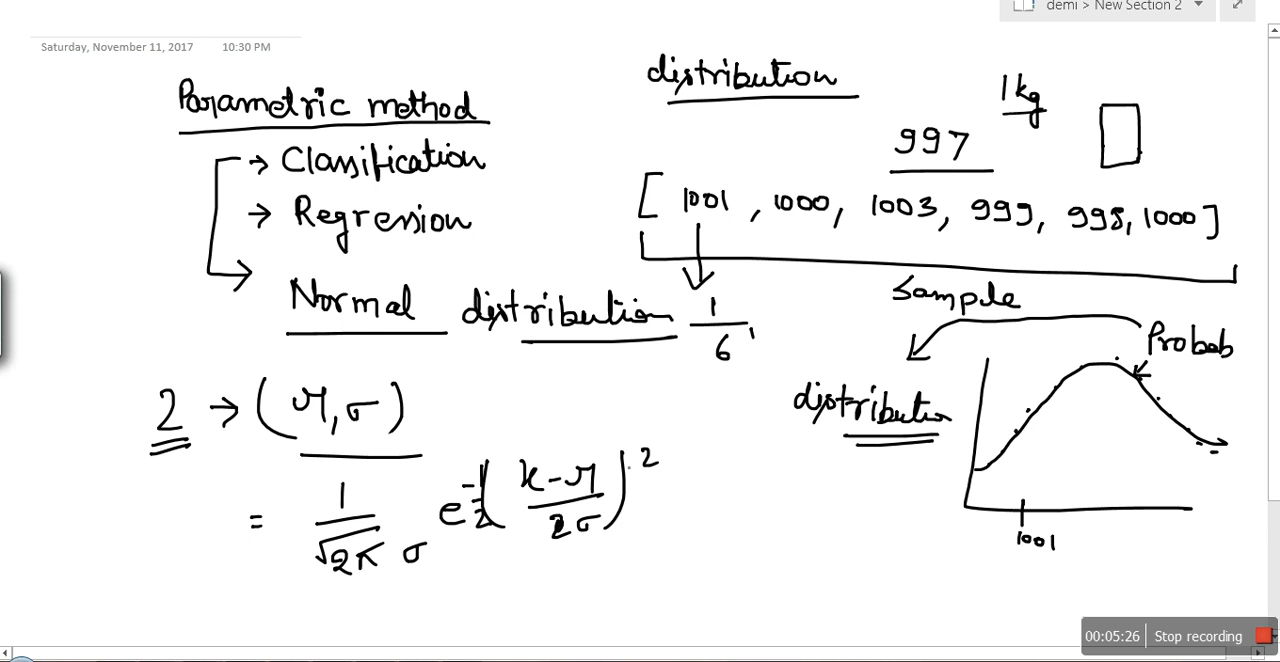 demi > New Section 2
Saturday, November 11, 2017 10:30 PM
Parametric method
→ Classification
→ Regression
Normal distribution
2 → (μ, σ)
= 1/√2π σ e^-1/2 (x-μ/2σ)^2
distribution
1kg
997
[1001, 1000, 1003, 999, 998, 1000]
1/6,
Sample
distribution
Probab
1001
00:05:26 Stop recording